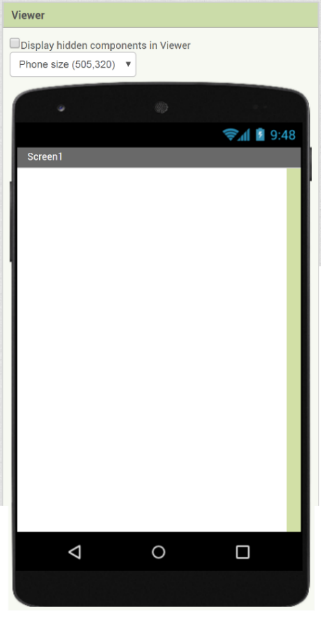 Viewer
Display hidden components in Viewer
Phone size (505,320)
9:48
Screen1